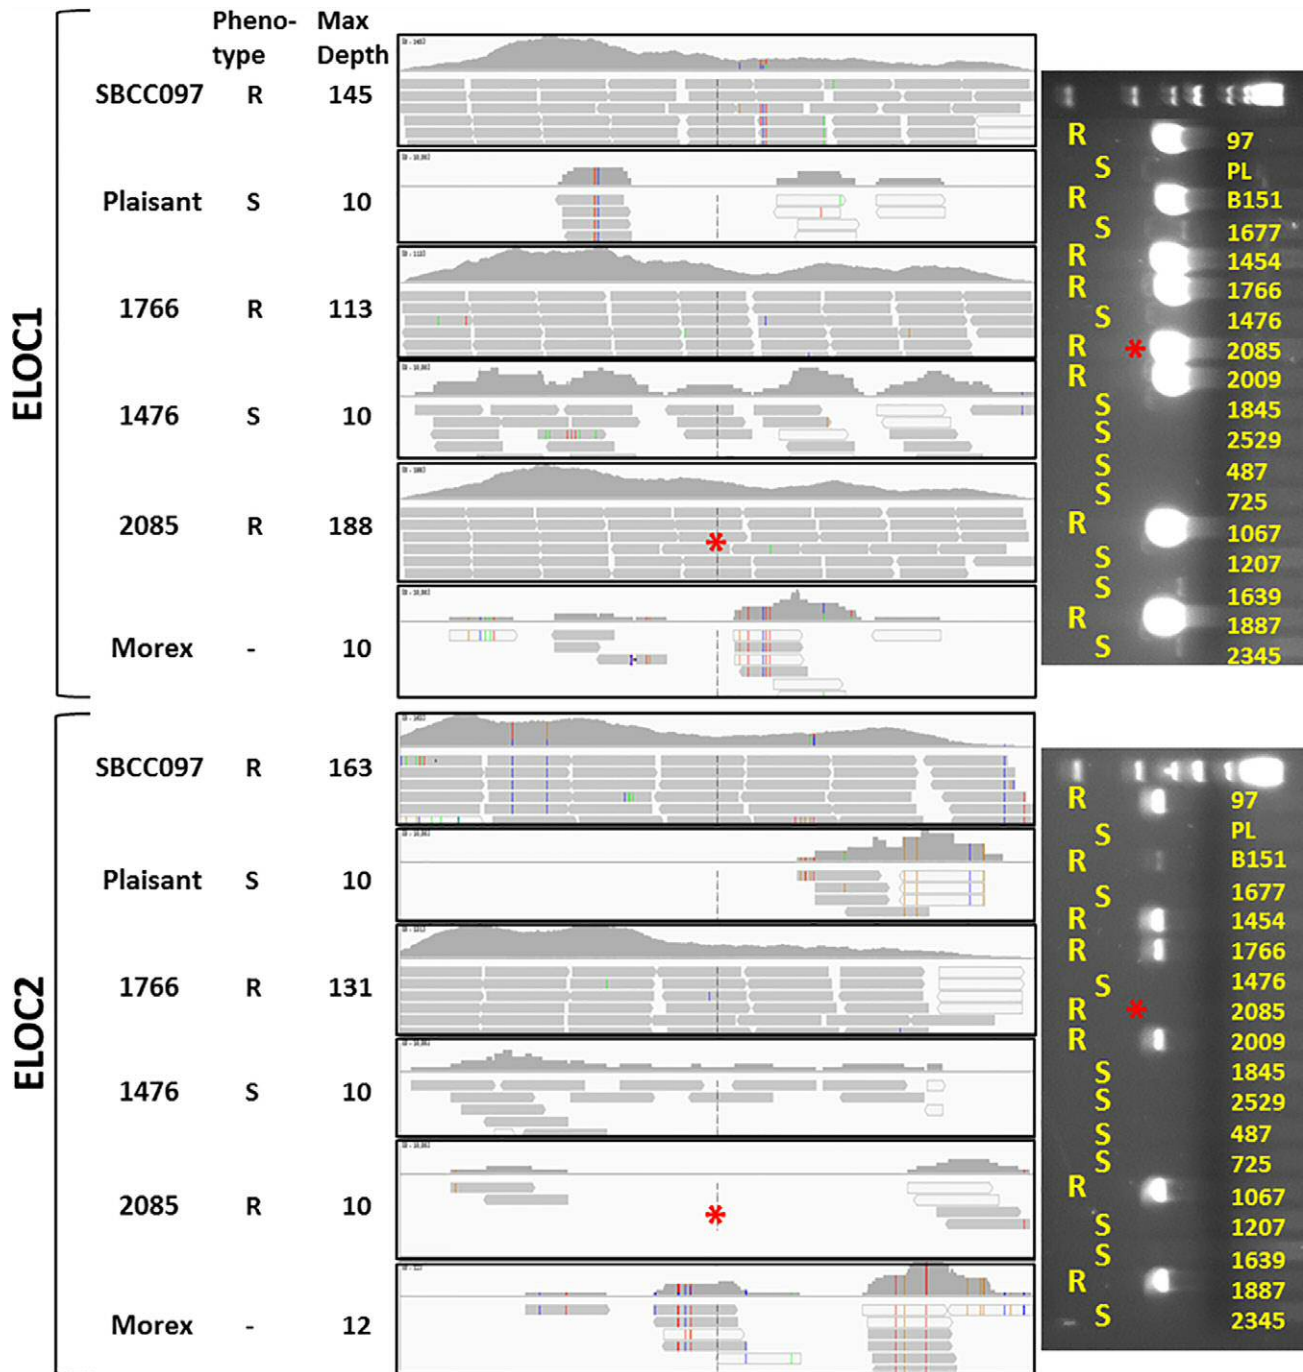 Pheno-
type
Max
Depth
ELOC1
SBCC097 R 145
Plaisant S 10
1766 R 113
1476 S 10
2085 R 188
*
Morex - 10
R 97
S PL
R B151
S 1677
R 1454
R 1766
S 1476
R * 2085
R 2009
S 1845
S 2529
S 487
S 725
R 1067
S 1207
S 1639
R 1887
S 2345
ELOC2
SBCC097 R 163
Plaisant S 10
1766 R 131
1476 S 10
2085 R 10
*
Morex - 12
R 97
S PL
R B151
S 1677
R 1454
R 1766
S 1476
R * 2085
R 2009
S 1845
S 2529
S 487
S 725
R 1067
S 1207
S 1639
R 1887
S 2345